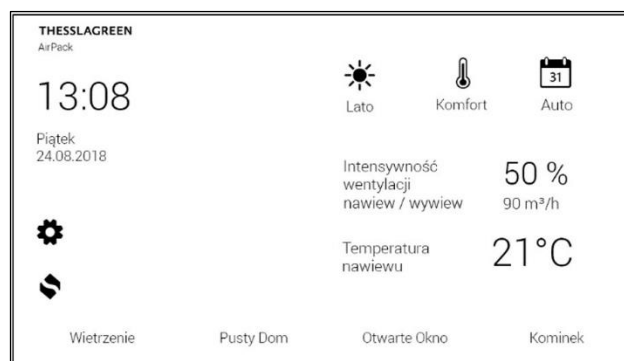 THESSLAGREEN
AirPack
13:08
Piątek
24.08.2018
31
Lato
Komfort
Auto
Intensywność
wentylacji
nawiew / wywiew
50 %
90 m³/h
Temperatura
nawiewu
21°C
Wietrzenie
Pusty Dom
Otwarte Okno
Kominek